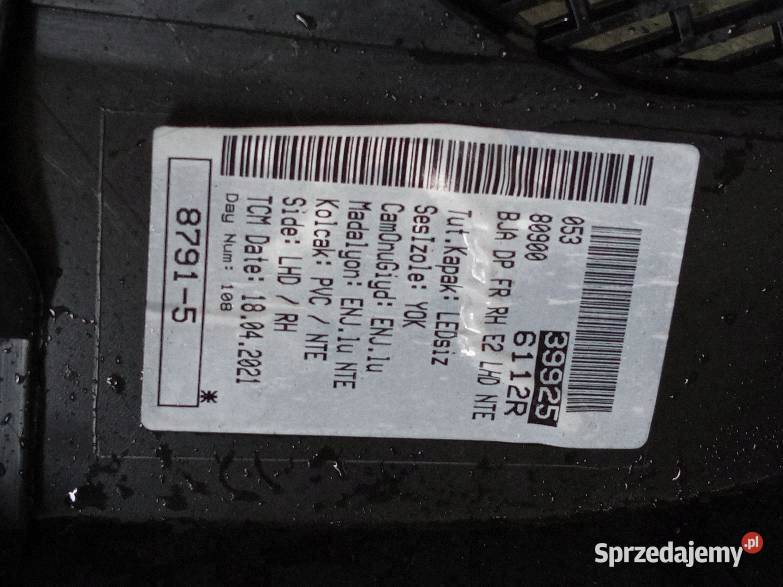 053
80900 39925
BJA DP FR RH E2 LHD NTE
6112R
Tut.Kapak: LEDsiz
SesIzole: YOK
CamOnuGiyd: ENJ.lu
Madalyon: ENJ.lu NTE
Kolcak: PVC / NTE
Side: LHD / RH
TCM Date: 18.04.2021
Day Num: 108
8791-5 *
Sprzedajemy.pl